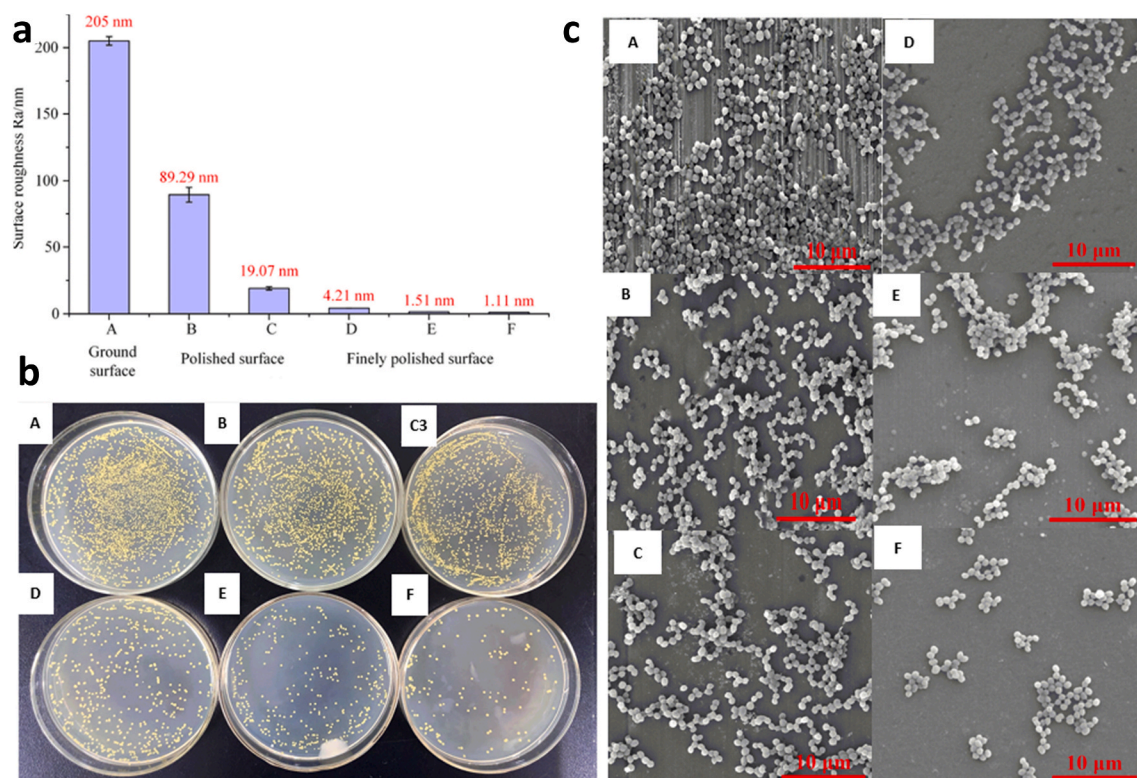 a
205 nm
200
150
100
50
0
Surface roughness Ra/nm
89.29 nm
19.07 nm
4.21 nm
1.51 nm
1.11 nm
A B C D E F
Ground surface
Polished surface
Finely polished surface
b
A
B
C3
D
E
F
c
A
10 μm
D
10 μm
B
10 μm
E
10 μm
C
10 μm
F
10 μm